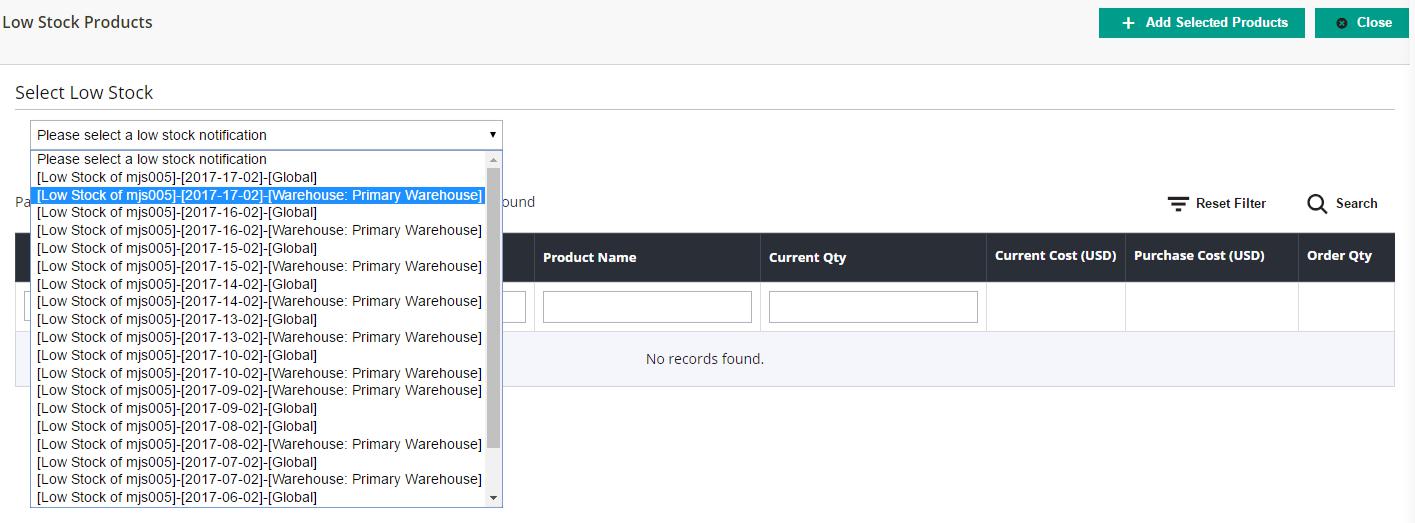 Low Stock Products
Add Selected Products
Close
Select Low Stock
Please select a low stock notification
Please select a low stock notification
[Low Stock of mjs005]-[2017-17-02]-[Global]
[Low Stock of mjs005]-[2017-17-02]-[Warehouse: Primary Warehouse]
[Low Stock of mjs005]-[2017-16-02]-[Global]
[Low Stock of mjs005]-[2017-16-02]-[Warehouse: Primary Warehouse]
[Low Stock of mjs005]-[2017-15-02]-[Global]
[Low Stock of mjs005]-[2017-15-02]-[Warehouse: Primary Warehouse]
[Low Stock of mjs005]-[2017-14-02]-[Global]
[Low Stock of mjs005]-[2017-14-02]-[Warehouse: Primary Warehouse]
[Low Stock of mjs005]-[2017-13-02]-[Global]
[Low Stock of mjs005]-[2017-13-02]-[Warehouse: Primary Warehouse]
[Low Stock of mjs005]-[2017-10-02]-[Global]
[Low Stock of mjs005]-[2017-10-02]-[Warehouse: Primary Warehouse]
[Low Stock of mjs005]-[2017-09-02]-[Warehouse: Primary Warehouse]
[Low Stock of mjs005]-[2017-09-02]-[Global]
[Low Stock of mjs005]-[2017-08-02]-[Global]
[Low Stock of mjs005]-[2017-08-02]-[Warehouse: Primary Warehouse]
[Low Stock of mjs005]-[2017-07-02]-[Global]
[Low Stock of mjs005]-[2017-07-02]-[Warehouse: Primary Warehouse]
[Low Stock of mjs005]-[2017-06-02]-[Global]
Reset Filter
Search
Product Name
Current Qty
Current Cost (USD)
Purchase Cost (USD)
Order Qty
No records found.